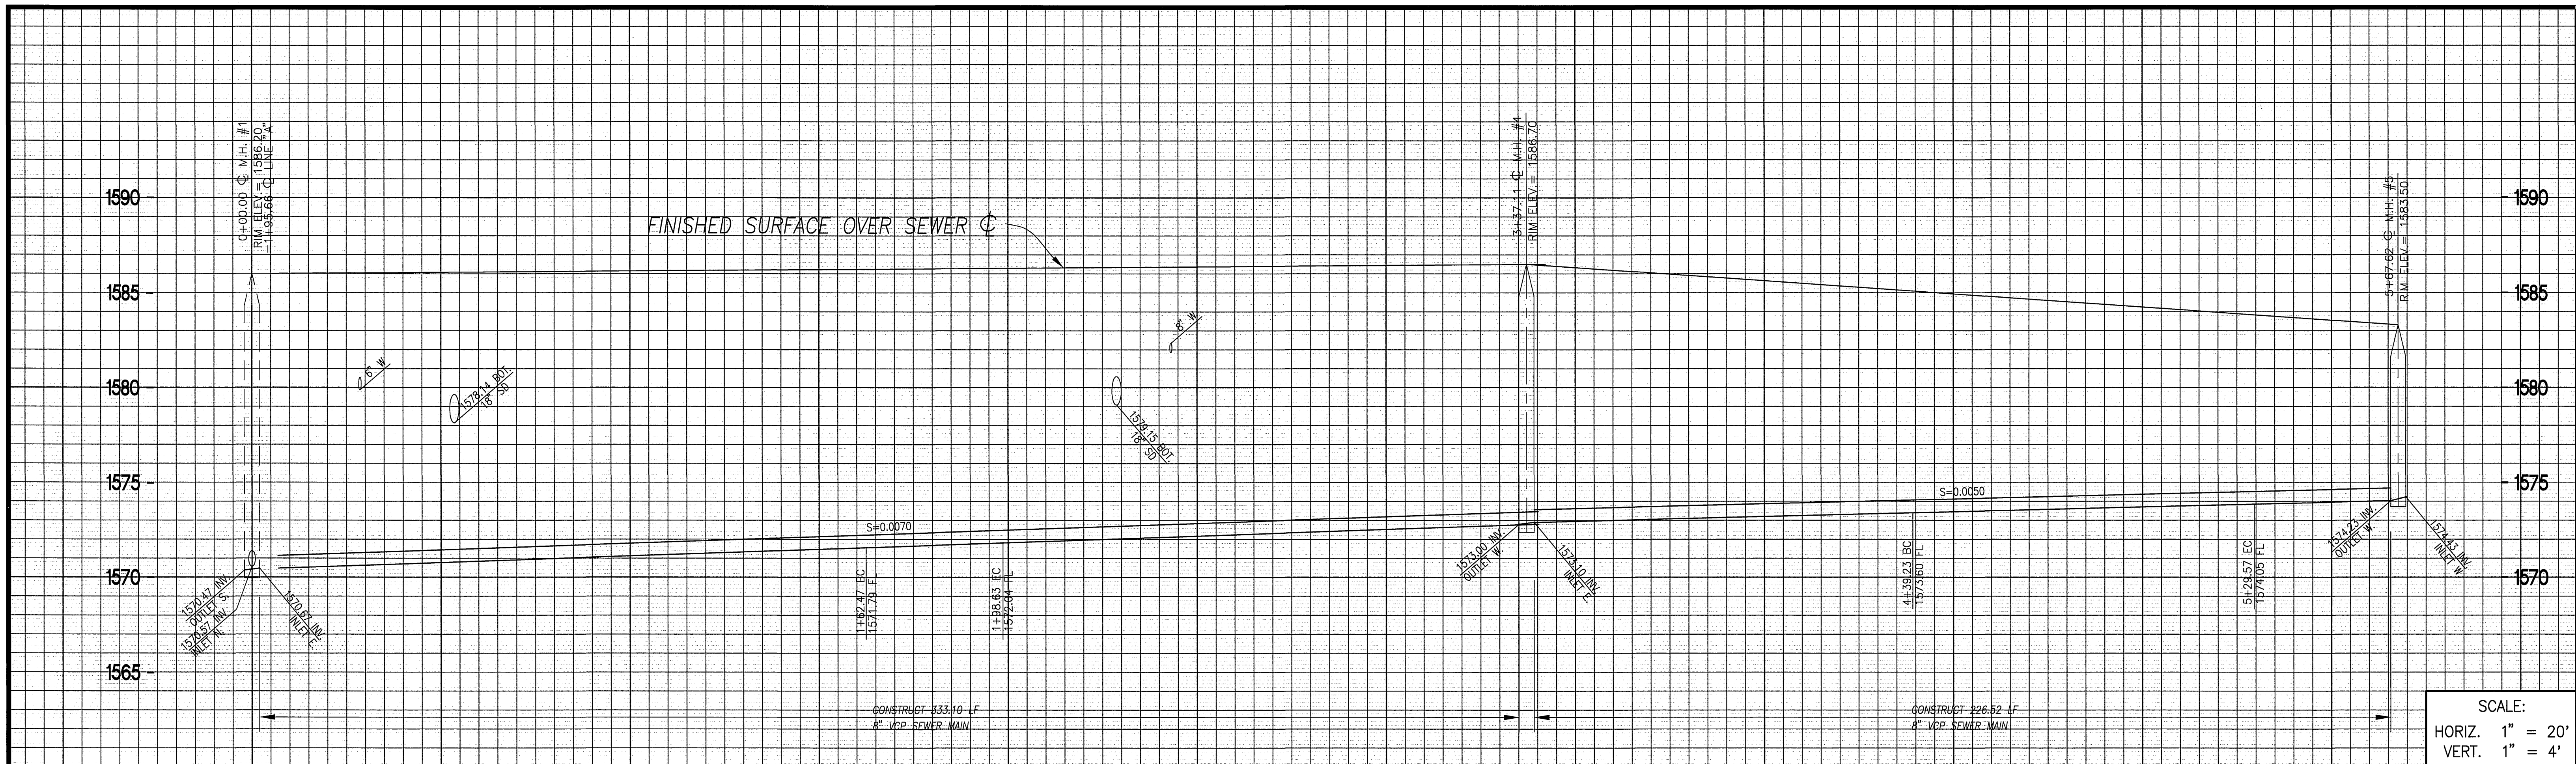 0+00.00 ℄ M.H. #1
RIM ELEV.= 1586.20
=1+95.66 ℄ LINE "A"
3+37.11 ℄ M.H. #4
RIM ELEV.= 1586.70
5+67.62 ℄ M.H. #5
RIM ELEV.= 1583.50
1590
1590
FINISHED SURFACE OVER SEWER ℄
1585
1585
8" W
6" W
1580
1580
1578.14 BOT.
18" SD
1579.15 BOT.
18" SD
1575
1575
S=0.0070
S=0.0050
1570
1570
1570.47 INV.
OUTLET S.
1570.57 INV
INLET N.
1570.67 INV.
INLET E.
1+62.47 EC
1571.79 F
1+98.63 EC
1572.04 FL
1573.00 INV.
OUTLET W.
1573.10 INV.
INLET E.
4+39.23 BC
1573.60 FL
5+29.57 EC
1574.05 FL
1574.23 INV.
OUTLET W.
1574.43 INV.
INLET W
1565
CONSTRUCT 333.10 LF
8" VCP SEWER MAIN
CONSTRUCT 226.52 LF
8" VCP SEWER MAIN
SCALE:
HORIZ. 1" = 20'
VERT. 1" = 4'